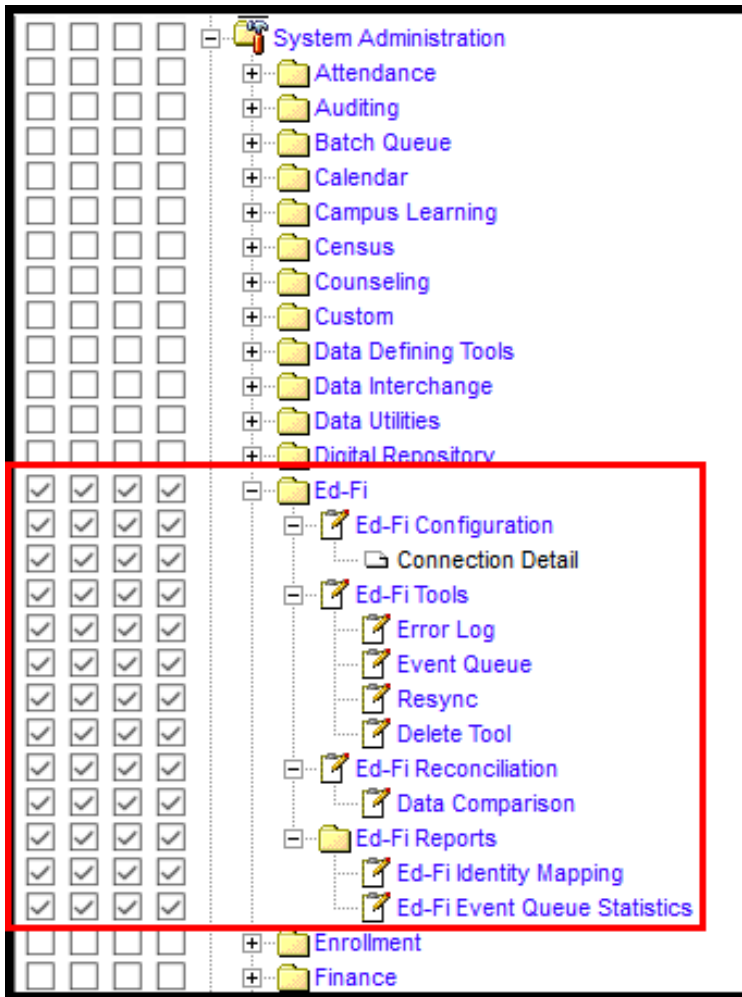 System Administration
Attendance
Auditing
Batch Queue
Calendar
Campus Learning
Census
Counseling
Custom
Data Defining Tools
Data Interchange
Data Utilities
Digital Repository
Ed-Fi
Ed-Fi Configuration
Connection Detail
Ed-Fi Tools
Error Log
Event Queue
Resync
Delete Tool
Ed-Fi Reconciliation
Data Comparison
Ed-Fi Reports
Ed-Fi Identity Mapping
Ed-Fi Event Queue Statistics
Enrollment
Finance